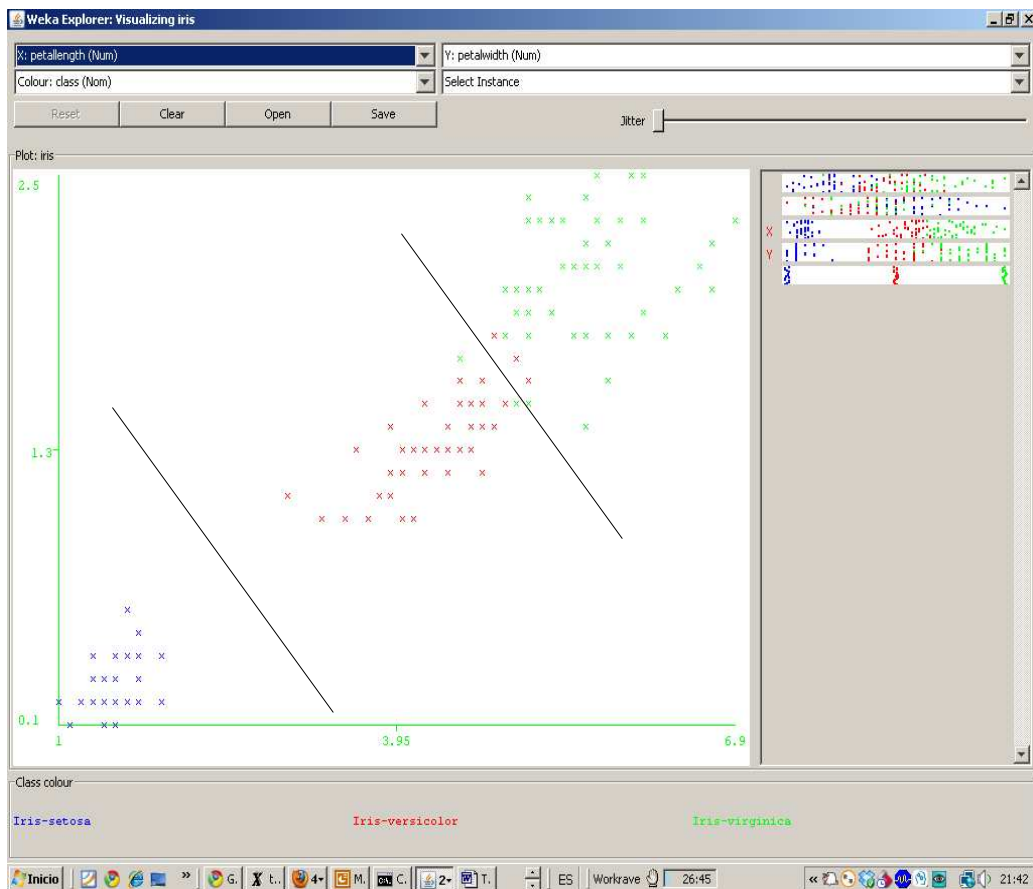 Weka Explorer: Visualizing iris
X: petallength (Num)
Y: petalwidth (Num)
Colour: class (Nom)
Select Instance
Reset
Clear
Open
Save
Jitter
Plot: iris
2.5
1.3
0.1
1
3.95
6.9
X
Y
Class colour
Iris-setosa
Iris-versicolor
Iris-virginica
Inicio
»
G.
t..
4
M.
C.
2
T.
ES
Workrave
26:45
«
21:42